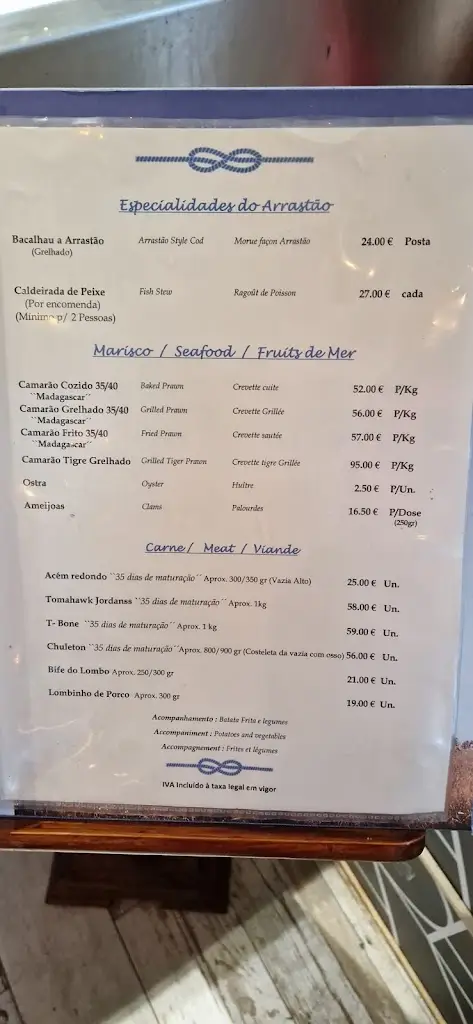 Especialidades do Arrastão
Bacalhau a Arrastão Arrastão Style Cod Morue façon Arrastão 24.00 € Posta
(Grelhado)
Caldeirada de Peixe Fish Stew Ragoût de Poisson 27.00 € cada
(Por encomenda)
(Minimo p/ 2 Pessoas)
Marisco / Seafood / Fruits de Mer
Camarão Cozido 35/40 Baked Prawn Crevette cuite 52.00 € P/Kg
``Madagascar´´
Camarão Grelhado 35/40 Grilled Prawn Crevette Grillée 56.00 € P/Kg
``Madagascar´´
Camarão Frito 35/40 Fried Prawn Crevette sautée 57.00 € P/Kg
``Madagascar´´
Camarão Tigre Grelhado Grilled Tiger Prawn Crevette tigre Grillée 95.00 € P/Kg
Ostra Oyster Huître 2.50 € P/Un.
Ameijoas Clams Palourdes 16.50 € P/Dose
(250gr)
Carne / Meat / Viande
Acém redondo ``35 dias de maturação´´ Aprox. 300/350 gr (Vazia Alto) 25.00 € Un.
Tomahawk Jordanss ``35 dias de maturação´´ Aprox. 1kg 58.00 € Un.
T- Bone ``35 dias de maturação´´ Aprox. 1 kg 59.00 € Un.
Chuleton ``35 dias de maturação´´ Aprox. 800/900 gr (Costeleta da vazia com osso) 56.00 € Un.
Bife do Lombo Aprox. 250/300 gr 21.00 € Un.
Lombinho de Porco Aprox. 300 gr 19.00 € Un.
Acompanhamento : Batata Frita e legumes
Accompaniment : Potatoes and vegetables
Accompagnement : Frites et légumes
IVA Incluído à taxa legal em vigor